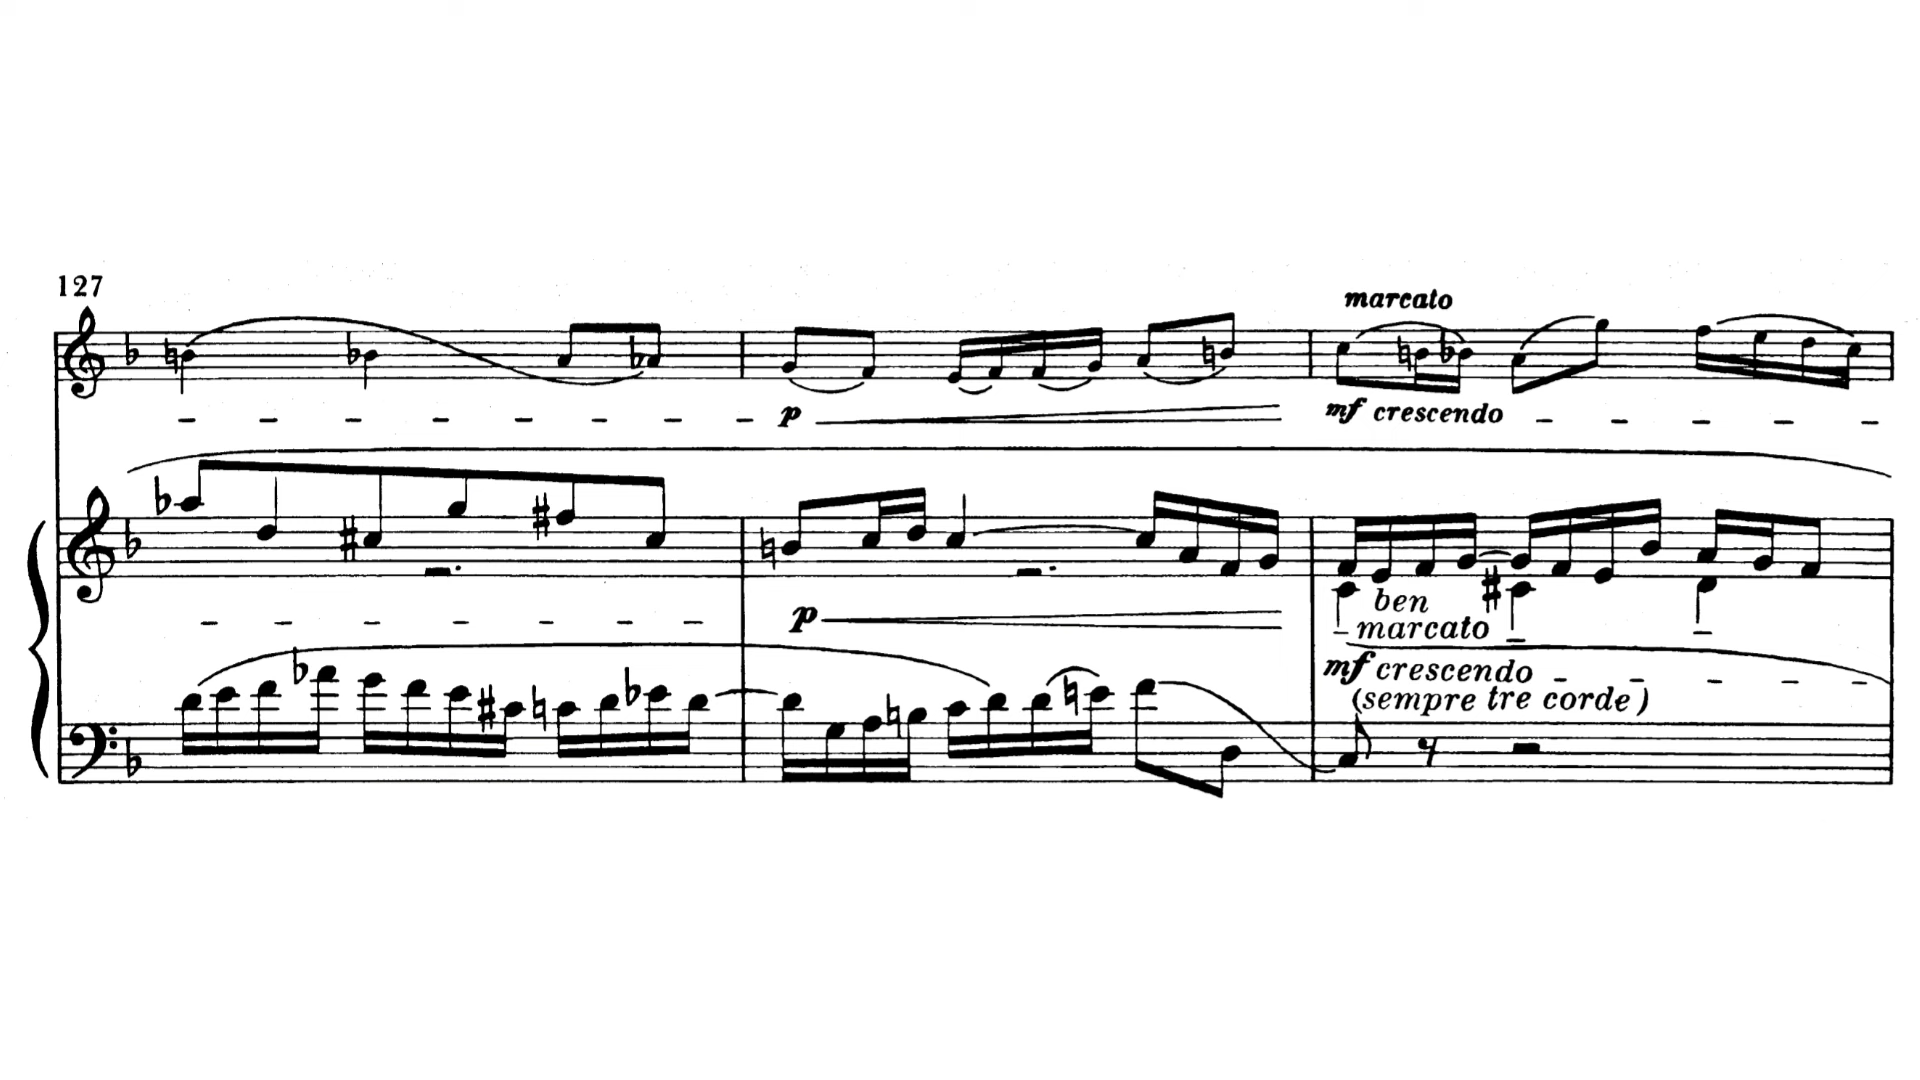 127
marcato
p
mf crescendo
p
ben
marcato
mf crescendo
(sempre tre corde)